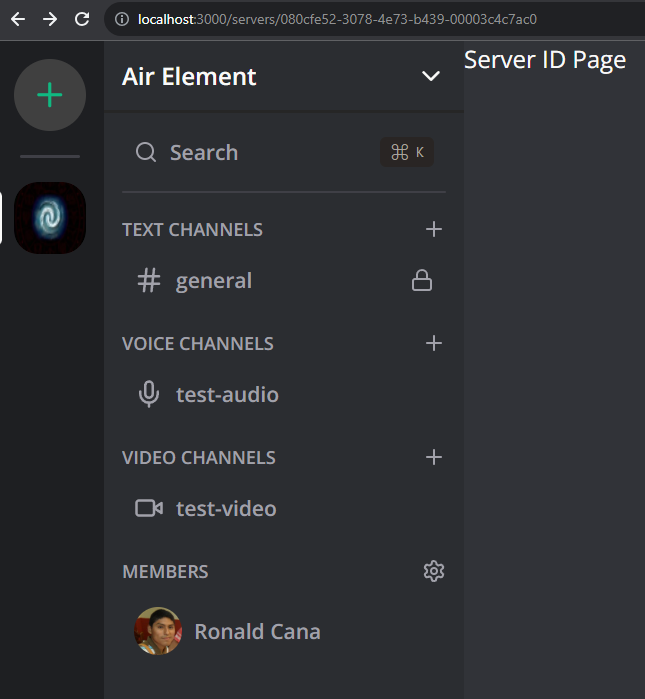 localhost:3000/servers/080cfe52-3078-4e73-b439-00003c4c7ac0
Air Element
Server ID Page
Search
⌘ K
TEXT CHANNELS
general
VOICE CHANNELS
test-audio
VIDEO CHANNELS
test-video
MEMBERS
Ronald Cana